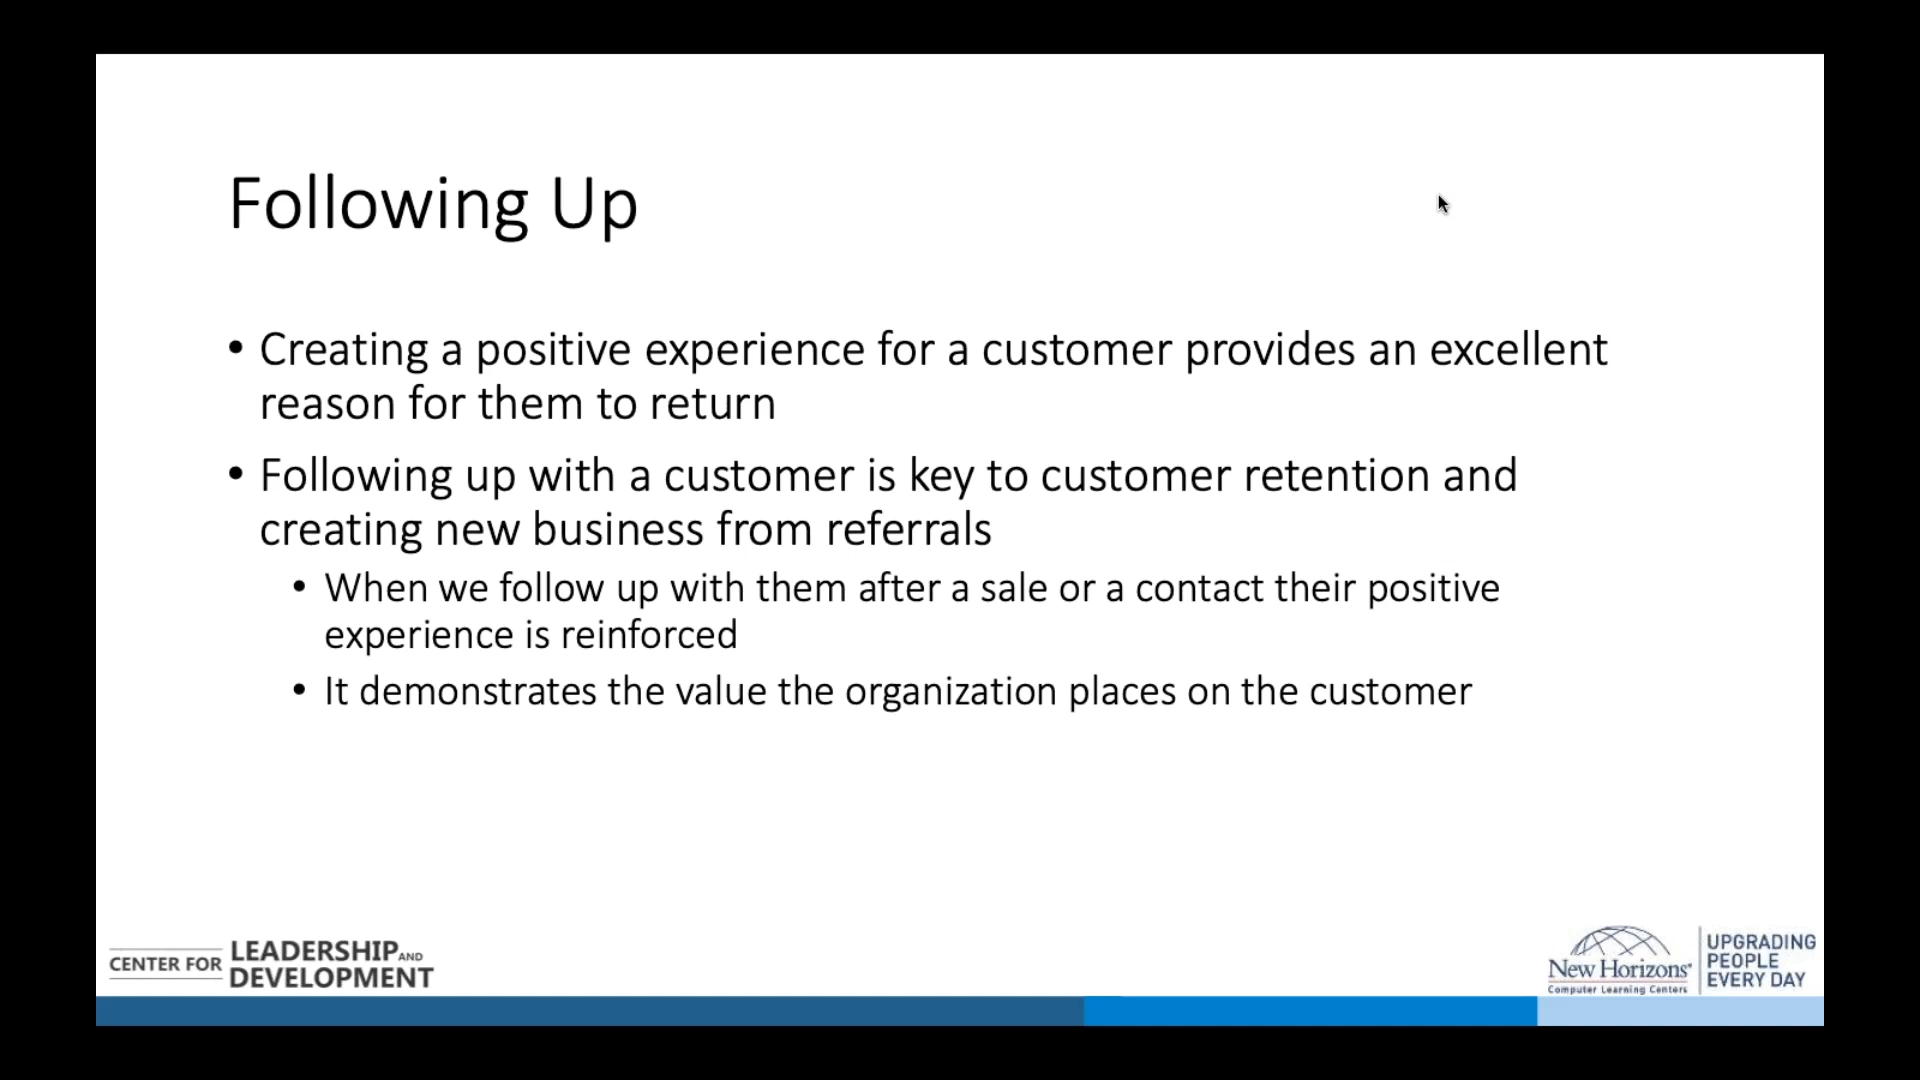 Following Up
• Creating a positive experience for a customer provides an excellent
reason for them to return
• Following up with a customer is key to customer retention and
creating new business from referrals
• When we follow up with them after a sale or a contact their positive
experience is reinforced
• It demonstrates the value the organization places on the customer
CENTER FOR LEADERSHIP AND
DEVELOPMENT
New Horizons®
Computer Learning Centers
UPGRADING
PEOPLE
EVERY DAY